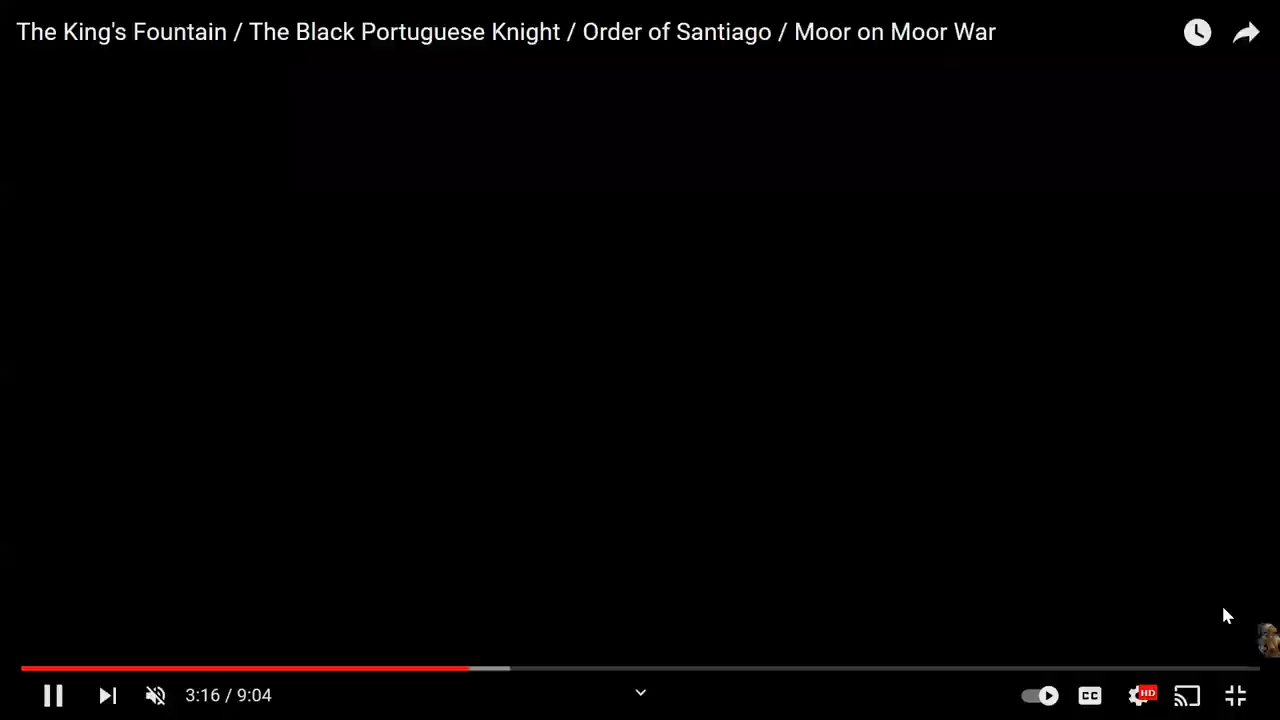 The King's Fountain / The Black Portuguese Knight / Order of Santiago / Moor on Moor War
3:16 / 9:04
CC
HD